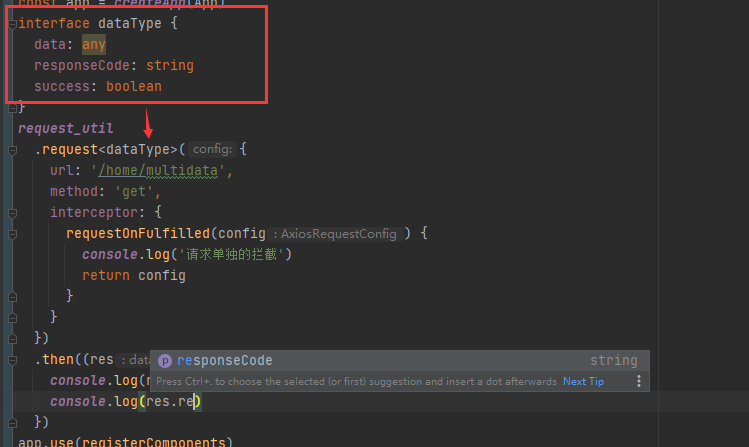 const app = createApp(App)
interface dataType {
data: any
responseCode: string
success: boolean
}
request_util
.request<dataType>( config: {
url: '/home/multidata',
method: 'get',
interceptor: {
requestOnFulfilled(config : AxiosRequestConfig ) {
console.log('请求单独的拦截')
return config
}
}
})
.then((res : data
p responseCode string
console.log(
Press Ctrl+. to choose the selected (or first) suggestion and insert a dot afterwards Next Tip
console.log(res.re)
})
app.use(registerComponents)